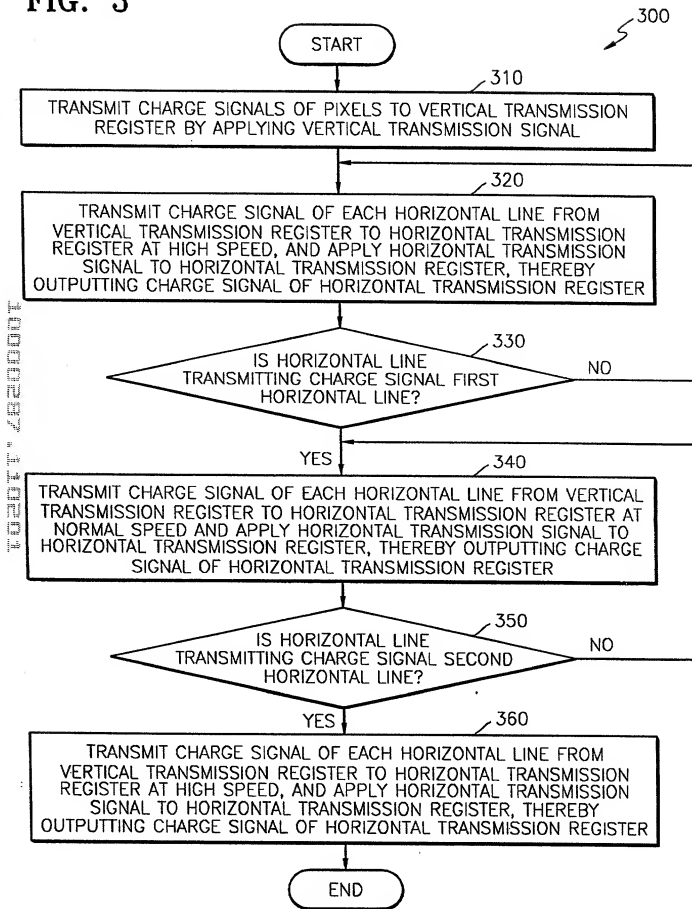 FIG. 3
300
START
310
TRANSMIT CHARGE SIGNALS OF PIXELS TO VERTICAL TRANSMISSION
REGISTER BY APPLYING VERTICAL TRANSMISSION SIGNAL
320
TRANSMIT CHARGE SIGNAL OF EACH HORIZONTAL LINE FROM
VERTICAL TRANSMISSION REGISTER TO HORIZONTAL TRANSMISSION
REGISTER AT HIGH SPEED, AND APPLY HORIZONTAL TRANSMISSION
SIGNAL TO HORIZONTAL TRANSMISSION REGISTER, THEREBY
OUTPUTTING CHARGE SIGNAL OF HORIZONTAL TRANSMISSION REGISTER
330
IS HORIZONTAL LINE
TRANSMITTING CHARGE SIGNAL FIRST
HORIZONTAL LINE?
NO
YES
340
TRANSMIT CHARGE SIGNAL OF EACH HORIZONTAL LINE FROM VERTICAL
TRANSMISSION REGISTER TO HORIZONTAL TRANSMISSION REGISTER AT
NORMAL SPEED AND APPLY HORIZONTAL TRANSMISSION SIGNAL TO
HORIZONTAL TRANSMISSION REGISTER, THEREBY OUTPUTTING CHARGE
SIGNAL OF HORIZONTAL TRANSMISSION REGISTER
350
IS HORIZONTAL LINE
TRANSMITTING CHARGE SIGNAL SECOND
HORIZONTAL LINE?
NO
YES
360
TRANSMIT CHARGE SIGNAL OF EACH HORIZONTAL LINE FROM
VERTICAL TRANSMISSION REGISTER TO HORIZONTAL TRANSMISSION
REGISTER AT HIGH SPEED, AND APPLY HORIZONTAL TRANSMISSION
SIGNAL TO HORIZONTAL TRANSMISSION REGISTER, THEREBY
OUTPUTTING CHARGE SIGNAL OF HORIZONTAL TRANSMISSION REGISTER
END